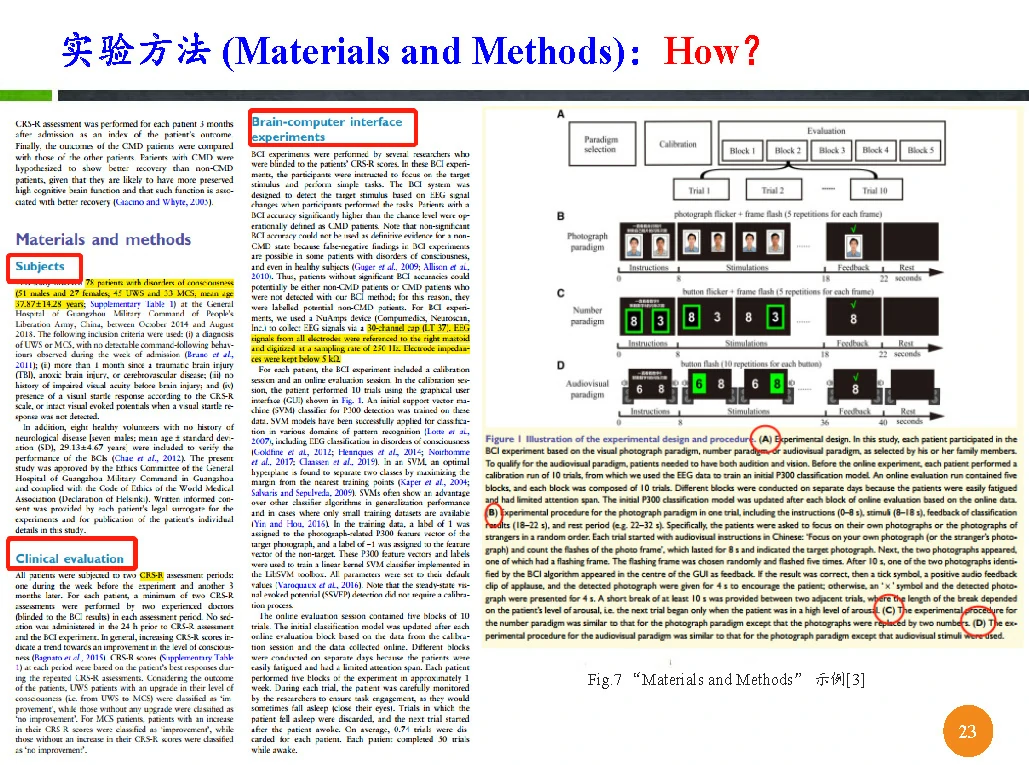 实验方法 (Materials and Methods)：How?
CRS-R assessment was performed for each patient 3 months
after admission as an index of the patient's outcome.
Finally, the outcomes of the CMD patients were compared
with those of the other patients. Patients with CMD were
hypothesized to show better recovery than non-CMD
patients, given that they are likely to have more preserved
high cognitive brain function and that such function is asso-
ciated with better recovery (Giacino and Whyte, 2005).
Materials and methods
Subjects
78 patients with disorders of consciousness
(51 males and 27 females; 45 UWS and 33 MCS; mean age
37.87±14.28 years; Supplementary Table 1) at the General
Hospital of Guangzhou Military Command of People's
Liberation Army, China, between October 2014 and August
2018. The following inclusion criteria were used: (i) a diagnosis
of UWS or MCS, with no detectable command-following behav-
iours observed during the week of admission (Bruno et al.,
2011); (ii) more than 1 month since a traumatic brain injury
(TBI), anoxic brain injury, or cerebrovascular disease; (iii) no
history of impaired visual acuity before brain injury; and (iv)
presence of a visual startle response according to the CRS-R
scale, or intact visual evoked potentials when a visual startle re-
sponse was not detected.
In addition, eight healthy volunteers with no history of
neurological disease [seven males; mean age ± standard devi-
ation (SD), 29.13±4.67 years] were included to verify the
performance of the BCIs (Chae et al., 2012). The present
study was approved by the Ethics Committee of the General
Hospital of Guangzhou Military Command in Guangzhou
and complied with the Code of Ethics of the World Medical
Association (Declaration of Helsinki). Written informed con-
sent was provided by each patient's legal surrogate for the
experiments and for publication of the patient's individual
details in this study.
Clinical evaluation
All patients were subjected to two CRS-R assessment periods:
one during the week before the experiment and another 3
months later. For each patient, a minimum of two CRS-R
assessments were performed by two experienced doctors
(blinded to the BCI results) in each assessment period. No sed-
ation was administered in the 24 h prior to CRS-R assessment
and the BCI experiment. In general, increasing CRS-R scores in-
dicate a trend towards an improvement in the level of conscious-
ness (Bagnato et al., 2015). CRS-R scores (Supplementary Table
1) at each period were based on the patient's best responses dur-
ing the repeated CRS-R assessments. Considering the outcome
of the patients, UWS patients with an upgrade in their level of
consciousness (i.e. from UWS to MCS) were classified as 'im-
provement', while those without any upgrade were classified as
'no improvement'. For MCS patients, patients with an increase
in their CRS-R scores were classified as 'improvement', while
those without an increase in their CRS-R scores were classified
as 'no improvement'.
Brain-computer interface
experiments
BCI experiments were performed by several researchers who
were blinded to the patients' CRS-R scores. In these BCI experi-
ments, the participants were instructed to focus on the target
stimulus and perform simple tasks. The BCI system was
designed to detect the target stimulus based on EEG signal
changes when participants performed the tasks. Patients with a
BCI accuracy significantly higher than the chance level were op-
erationally defined as CMD patients. Note that non-significant
BCI accuracy could not be used as definitive evidence for a non-
CMD state because false-negative findings in BCI experiments
are possible in some patients with disorders of consciousness,
and even in healthy subjects (Guger et al., 2009; Allison et al.,
2010). Thus, patients without significant BCI accuracies could
potentially be either non-CMD patients or CMD patients who
were not detected with our BCI method; for this reason, they
were labelled potential non-CMD patients. For BCI experi-
ments, we used a NuAmps device (Compumedics, Neuroscan,
Inc.) to collect EEG signals via a 30-channel cap (LT 37). EEG
signals from all electrodes were referenced to the right mastoid
and digitized at a sampling rate of 250 Hz. Electrode impedan-
ces were kept below 5 kΩ.
For each patient, the BCI experiment included a calibration
session and an online evaluation session. In the calibration ses-
sion, the patient performed 10 trials using the graphical user
interface (GUI) shown in Fig. 1. An initial support vector ma-
chine (SVM) classifier for P300 detection was trained on these
data. SVM models have been successfully applied for classifica-
tion in various domains of pattern recognition (Lotte et al.,
2007), including EEG classification in disorders of consciousness
(Goldfine et al., 2012; Henriques et al., 2014; Noirhomme
et al., 2017; Claassen et al., 2019). In an SVM, an optimal
hyperplane is found to separate two classes by maximizing the
margin from the nearest training points (Kaper et al., 2004;
Salvaris and Sepulveda, 2009). SVMs often show an advantage
over other classifier algorithms in generalization performance
and in cases where only small training datasets are available
(Yin and Hou, 2016). In the training data, a label of 1 was
assigned to the photograph-related P300 feature vector of the
target photograph, and a label of −1 was assigned to the feature
vector of the non-target. These P300 feature vectors and labels
were used to train a linear kernel SVM classifier implemented in
the LibSVM toolbox. All parameters were set to their default
values (Varoquaux et al., 2016). Note that the steady-state vis-
ual evoked potential (SSVEP) detection did not require a calibra-
tion process.
The online evaluation session contained five blocks of 10
trials. The initial classification model was updated after each
online evaluation block based on the data from the calibra-
tion session and the data collected online. Different blocks
were conducted on separate days because the patients were
easily fatigued and had a limited attention span. Each patient
performed five blocks of the experiment in approximately 1
week. During each trial, the patient was carefully monitored
by the researchers to ensure task engagement, as they would
sometimes fall asleep (close their eyes). Trials in which the
patient fell asleep were discarded, and the next trial started
after the patient awoke. On average, 0.74 trials were dis-
carded for each patient. Each patient completed 50 trials
while awake.
A
Paradigm
selection
Calibration
Evaluation
Block 1 Block 2 Block 3 Block 4 Block 5
Trial 1 Trial 2 ...... Trial 10
B
photograph flicker + frame flash (5 repetitions for each frame)
Photograph
paradigm
......
√
Instructions Stimulations Feedback Rest
0 8 18 22 seconds
C
button flicker + frame flash (5 repetitions for each frame)
Number
paradigm
8 3 8 3 8 3 ...... √ 8
Instructions Stimulations Feedback Rest
0 8 18 22 seconds
D
button flash (10 repetitions for each button)
Audiovisual
paradigm
6 8 6 8 6 8 ...... √ 8
Instructions Stimulations Feedback Rest
0 8 36 40 seconds
Figure 1 Illustration of the experimental design and procedure. (A) Experimental design. In this study, each patient participated in the
BCI experiment based on the visual photograph paradigm, number paradigm, or audiovisual paradigm, as selected by his or her family members.
To qualify for the audiovisual paradigm, patients needed to have both audition and vision. Before the online experiment, each patient performed a
calibration run of 10 trials, from which we used the EEG data to train an initial P300 classification model. An online evaluation run contained five
blocks, and each block was composed of 10 trials. Different blocks were conducted on separate days because the patients were easily fatigued
and had limited attention span. The initial P300 classification model was updated after each block of online evaluation based on the online data.
(B) Experimental procedure for the photograph paradigm in one trial, including the instructions (0–8 s), stimuli (8–18 s), feedback of classification
results (18–22 s), and rest period (e.g. 22–32 s). Specifically, the patients were asked to focus on their own photographs or the photographs of
strangers in a random order. Each trial started with audiovisual instructions in Chinese: 'Focus on your own photograph (or the stranger's photo-
graph) and count the flashes of the photo frame', which lasted for 8 s and indicated the target photograph. Next, the two photographs appeared,
one of which had a flashing frame. The flashing frame was chosen randomly and flashed five times. After 10 s, one of the two photographs identi-
fied by the BCI algorithm appeared in the centre of the GUI as feedback. If the result was correct, then a tick symbol, a positive audio feedback
clip of applause, and the detected photograph were given for 4 s to encourage the patient; otherwise, an '×' symbol and the detected photo-
graph were presented for 4 s. A short break of at least 10 s was provided between two adjacent trials, where the length of the break depended
on the patient's level of arousal, i.e. the next trial began only when the patient was in a high level of arousal. (C) The experimental procedure for
the number paradigm was similar to that for the photograph paradigm except that the photographs were replaced by two numbers. (D) The ex-
perimental procedure for the audiovisual paradigm was similar to that for the photograph paradigm except that audiovisual stimuli were used.
Fig.7 “Materials and Methods” 示例[3]
23